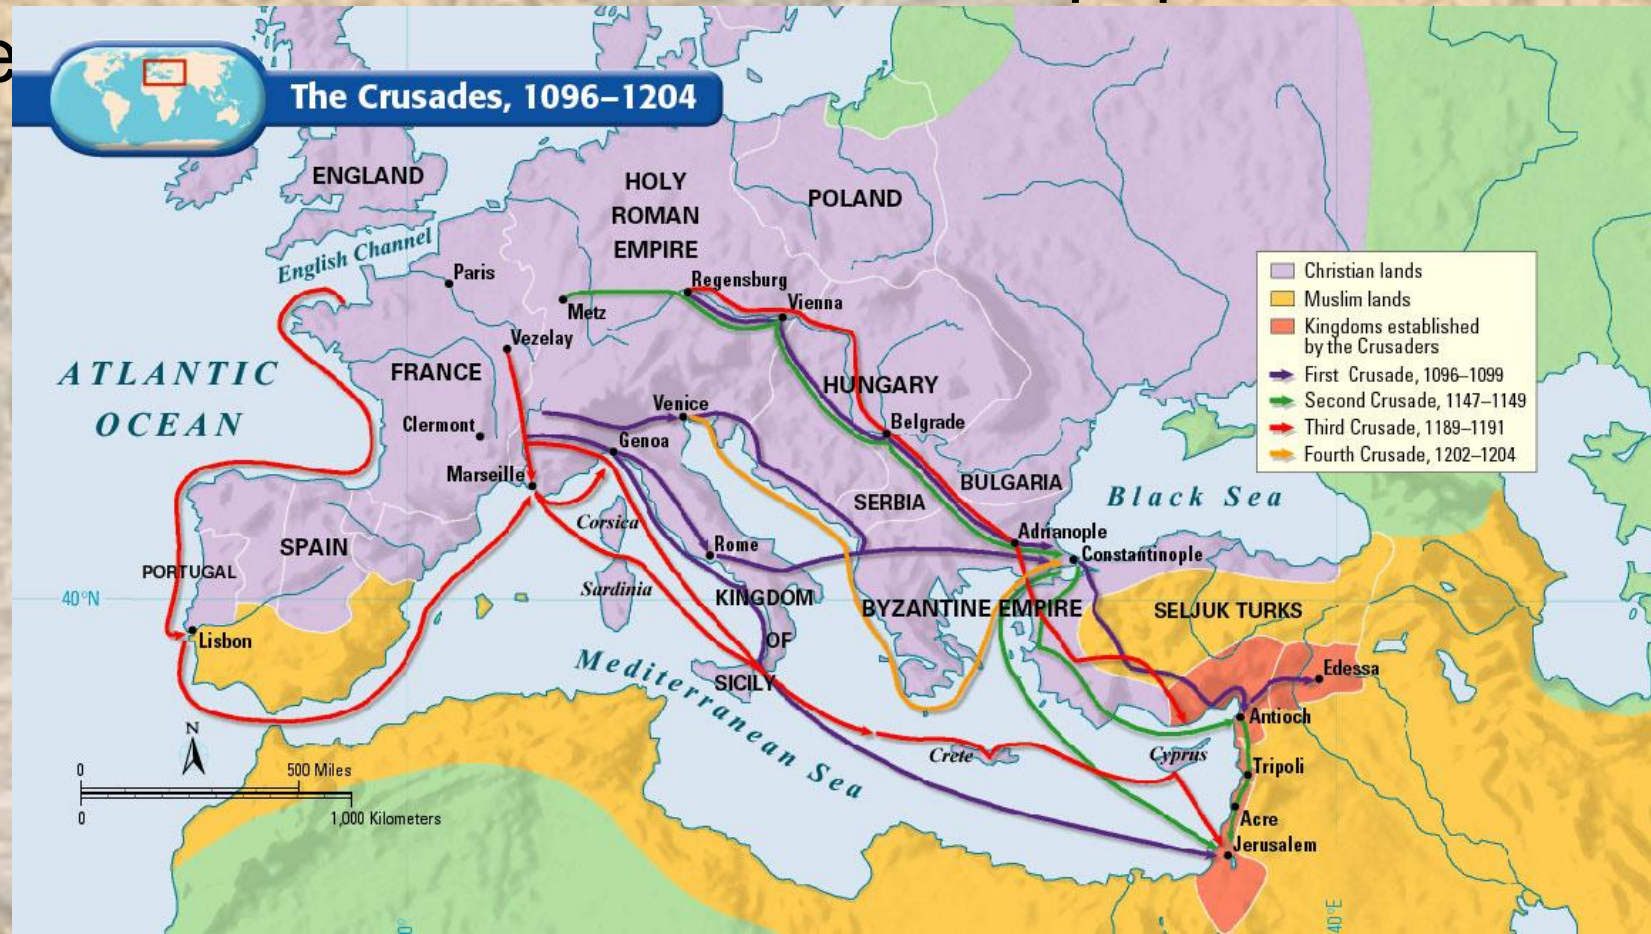 The Crusades, 1096–1204
ENGLAND
HOLY
ROMAN
EMPIRE
POLAND
English Channel
Paris
Regensburg
Metz
Vienna
Vezelay
ATLANTIC
OCEAN
FRANCE
HUNGARY
Clermont
Venice
Genoa
Belgrade
Marseille
SERBIA
BULGARIA
Black Sea
Corsica
SPAIN
PORTUGAL
Rome
Adrianople
Constantinople
Sardinia
40°N
KINGDOM
OF
SICILY
BYZANTINE EMPIRE
SELJUK TURKS
Lisbon
Mediterranean Sea
Edessa
Antioch
Crete
Cyprus
Tripoli
Acre
Jerusalem
N
0
500 Miles
0
1,000 Kilometers
0°
40°E
Christian lands
Muslim lands
Kingdoms established
by the Crusaders
First Crusade, 1096–1099
Second Crusade, 1147–1149
Third Crusade, 1189–1191
Fourth Crusade, 1202–1204